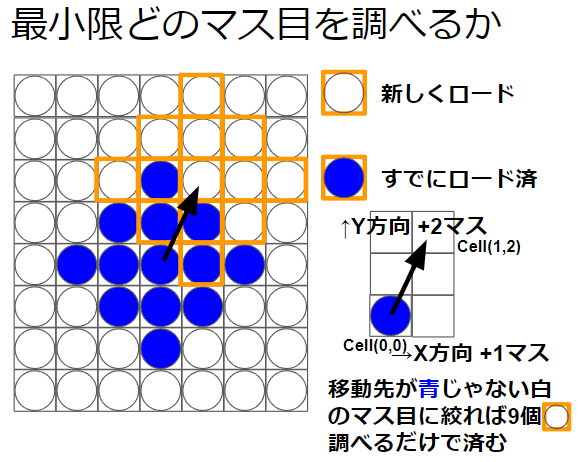 最小限どのマス目を調べるか
新しくロード
すでにロード済
↑Y方向 +2マス
Cell(1,2)
Cell(0,0)
→X方向 +1マス
移動先が青じゃない白
のマス目に絞れば9個
調べるだけで済む